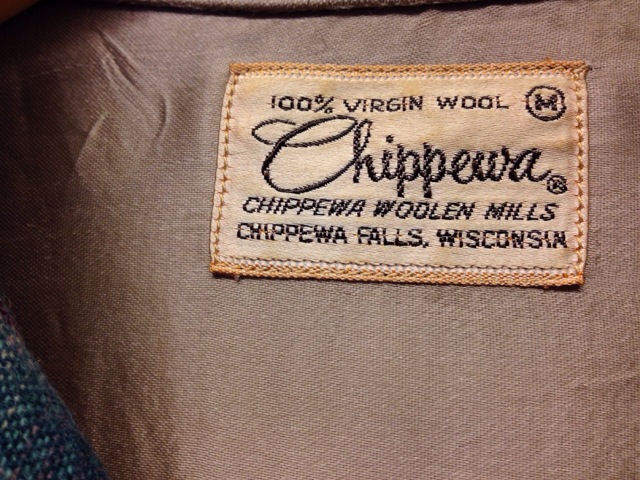 100% VIRGIN WOOL M
Chippewa®
CHIPPEWA WOOLEN MILLS
CHIPPEWA FALLS, WISCONSIN